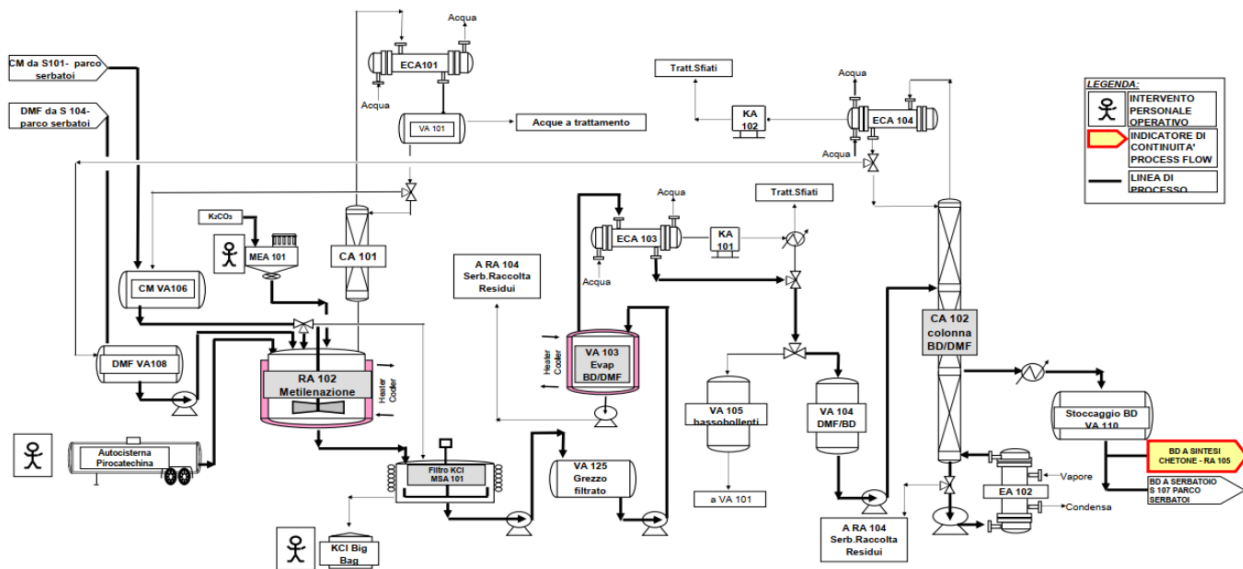 CM da S101- parco
serbatoi
DMF da S 104-
parco serbatoi
Acqua
ECA101
Acqua
VA 101
Acque a trattamento
Tratt.Sfiati
KA
102
Acqua
ECA 104
Acqua
LEGENDA:
INTERVENTO
PERSONALE
OPERATIVO
INDICATORE DI
CONTINUITA'
PROCESS FLOW
LINEA DI
PROCESSO
K₂CO₃
MEA 101
CA 101
CM VA106
DMF VA108
RA 102
Metilenazione
Heater
Cooler
Autocisterna
Pirocatechina
Filtro KCl
MSA 101
KCl Big
Bag
VA 125
Grezzo
filtrato
A RA 104
Serb.Raccolta
Residui
Acqua
ECA 103
Acqua
KA
101
Tratt.Sfiati
Heater
Cooler
VA 103
Evap
BD/DMF
VA 105
bassobollenti
a VA 101
VA 104
DMF/BD
CA 102
colonna
BD/DMF
A RA 104
Serb.Raccolta
Residui
EA 102
Vapore
Condensa
Stoccaggio BD
VA 110
BD A SINTESI
CHETONE - RA 105
BD A SERBATOIO
S 107 PARCO
SERBATOI